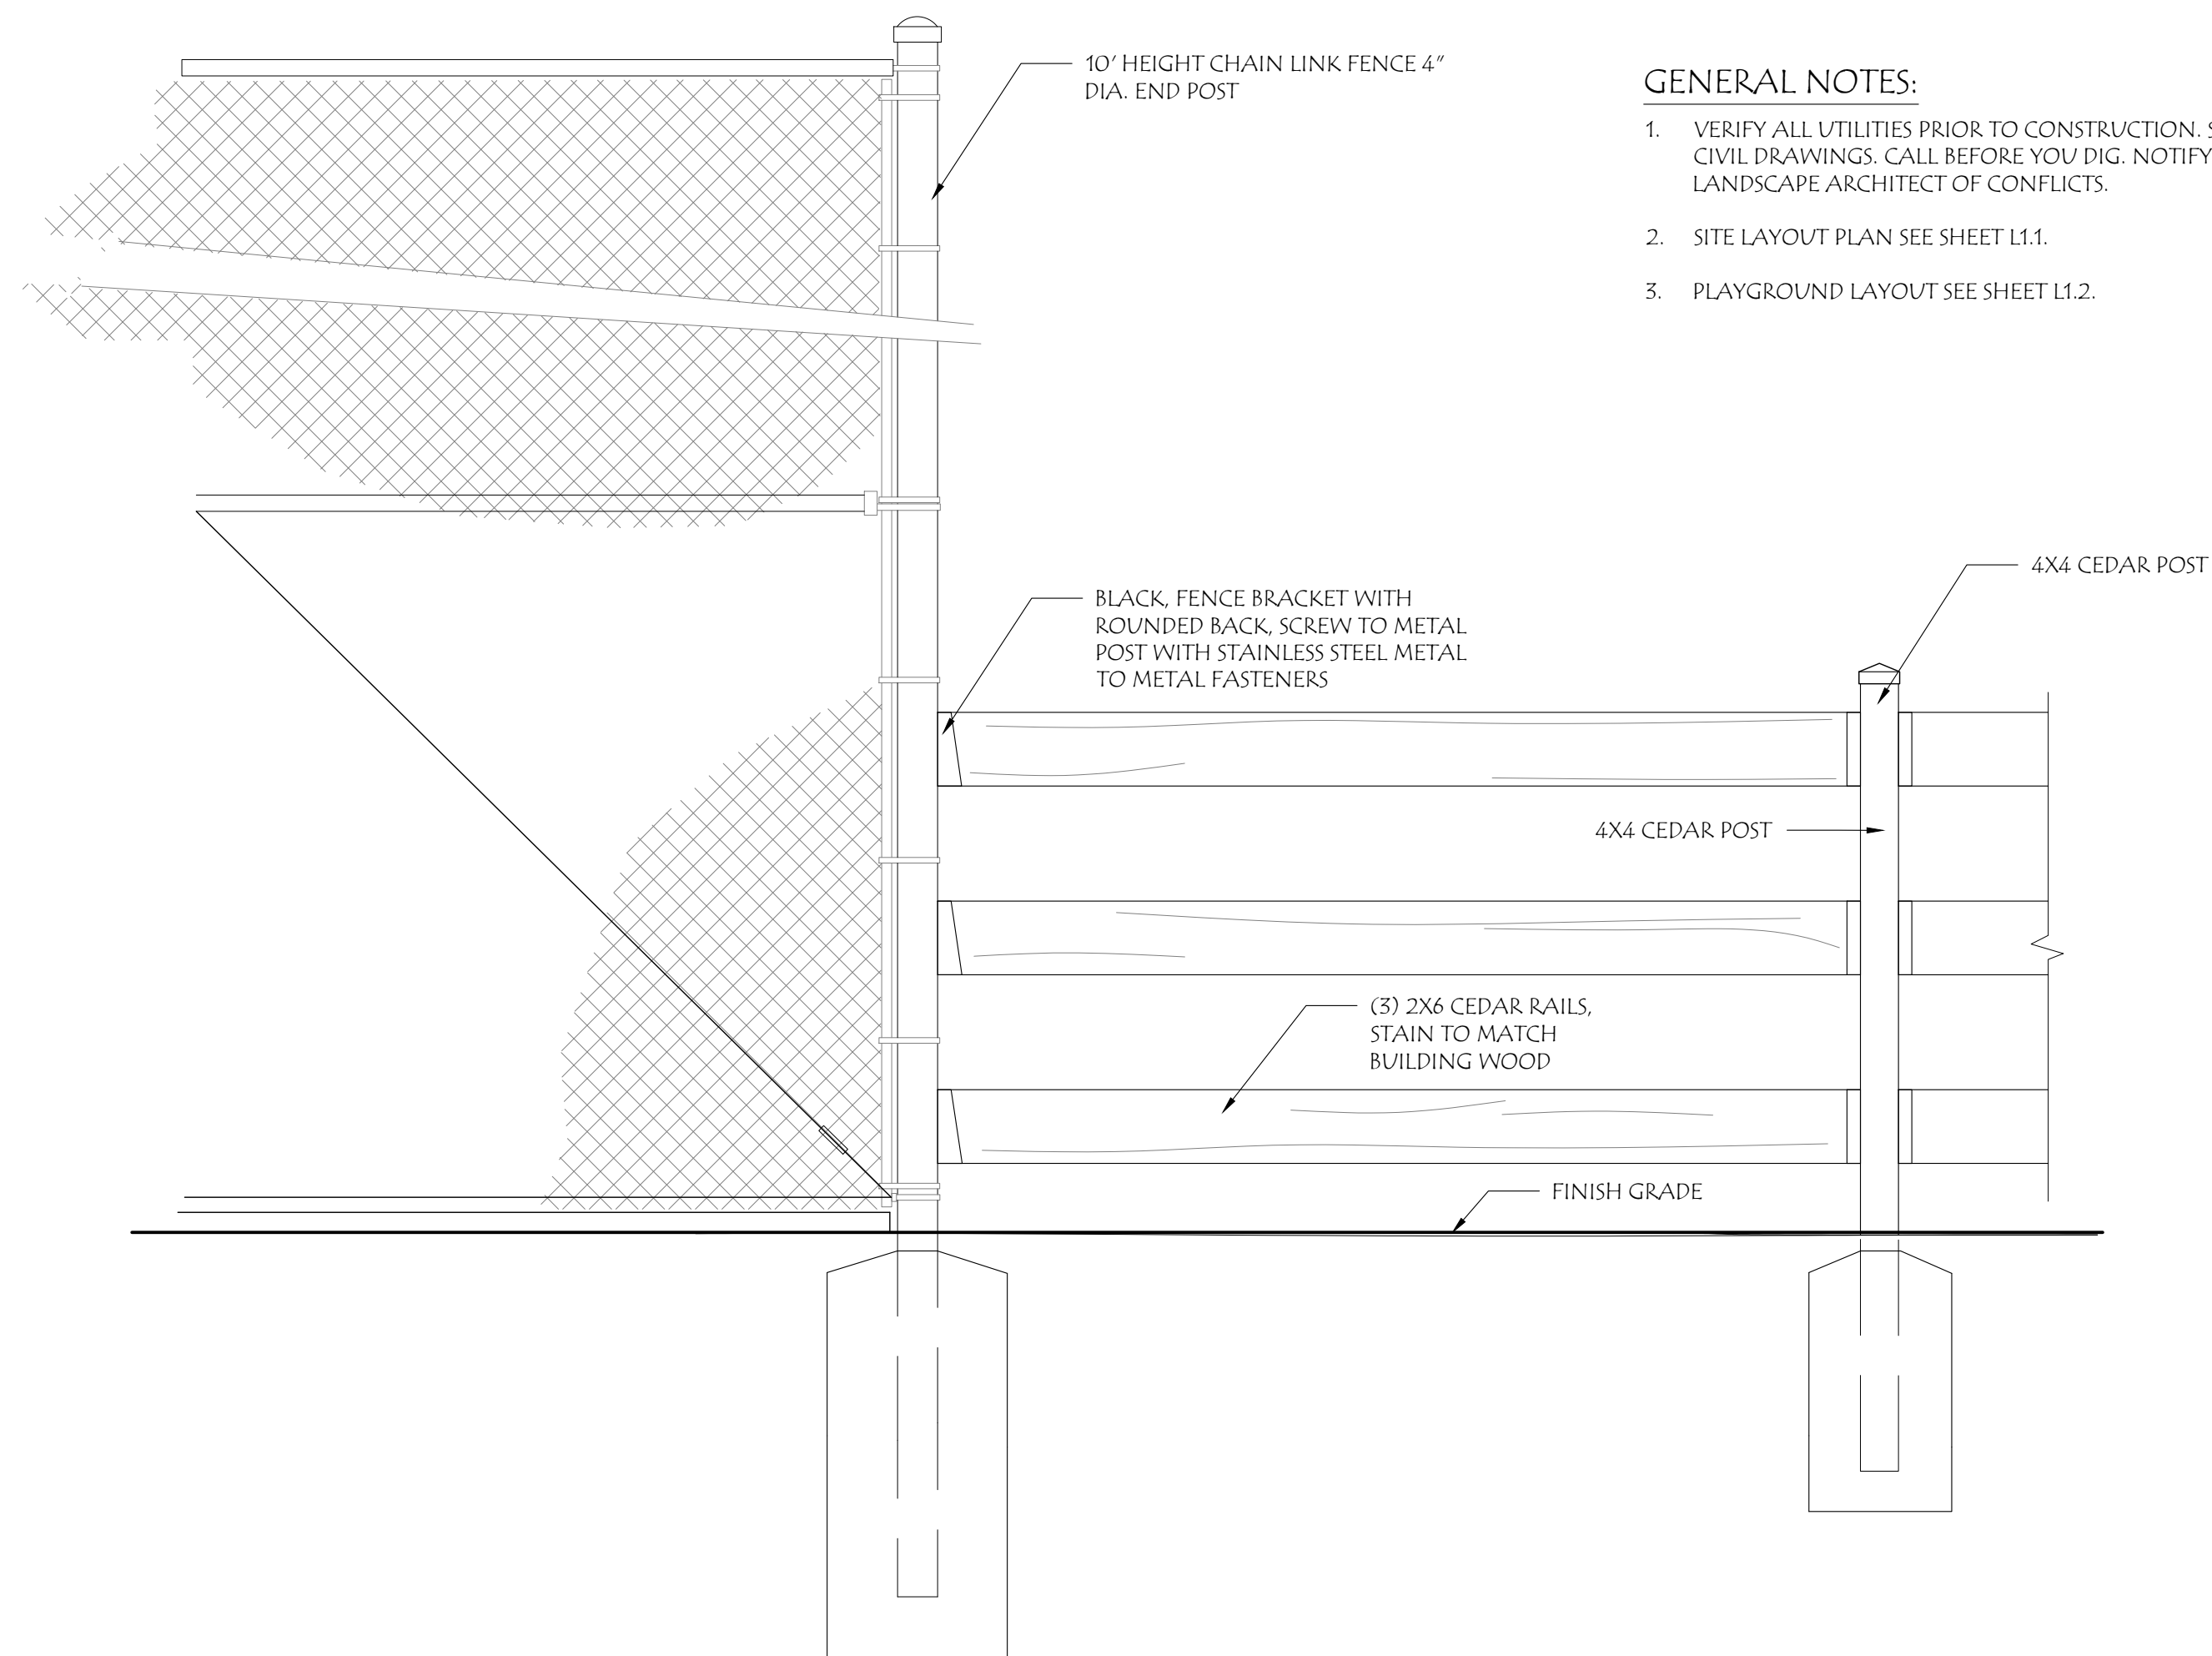 10' HEIGHT CHAIN LINK FENCE 4"
DIA. END POST
GENERAL NOTES:
1. VERIFY ALL UTILITIES PRIOR TO CONSTRUCTION.
CIVIL DRAWINGS. CALL BEFORE YOU DIG. NOTIFY
LANDSCAPE ARCHITECT OF CONFLICTS.
2. SITE LAYOUT PLAN SEE SHEET L1.1.
3. PLAYGROUND LAYOUT SEE SHEET L1.2.
4X4 CEDAR POST
BLACK, FENCE BRACKET WITH
ROUNDED BACK, SCREW TO METAL
POST WITH STAINLESS STEEL METAL
TO METAL FASTENERS
4X4 CEDAR POST
(3) 2X6 CEDAR RAILS,
STAIN TO MATCH
BUILDING WOOD
FINISH GRADE